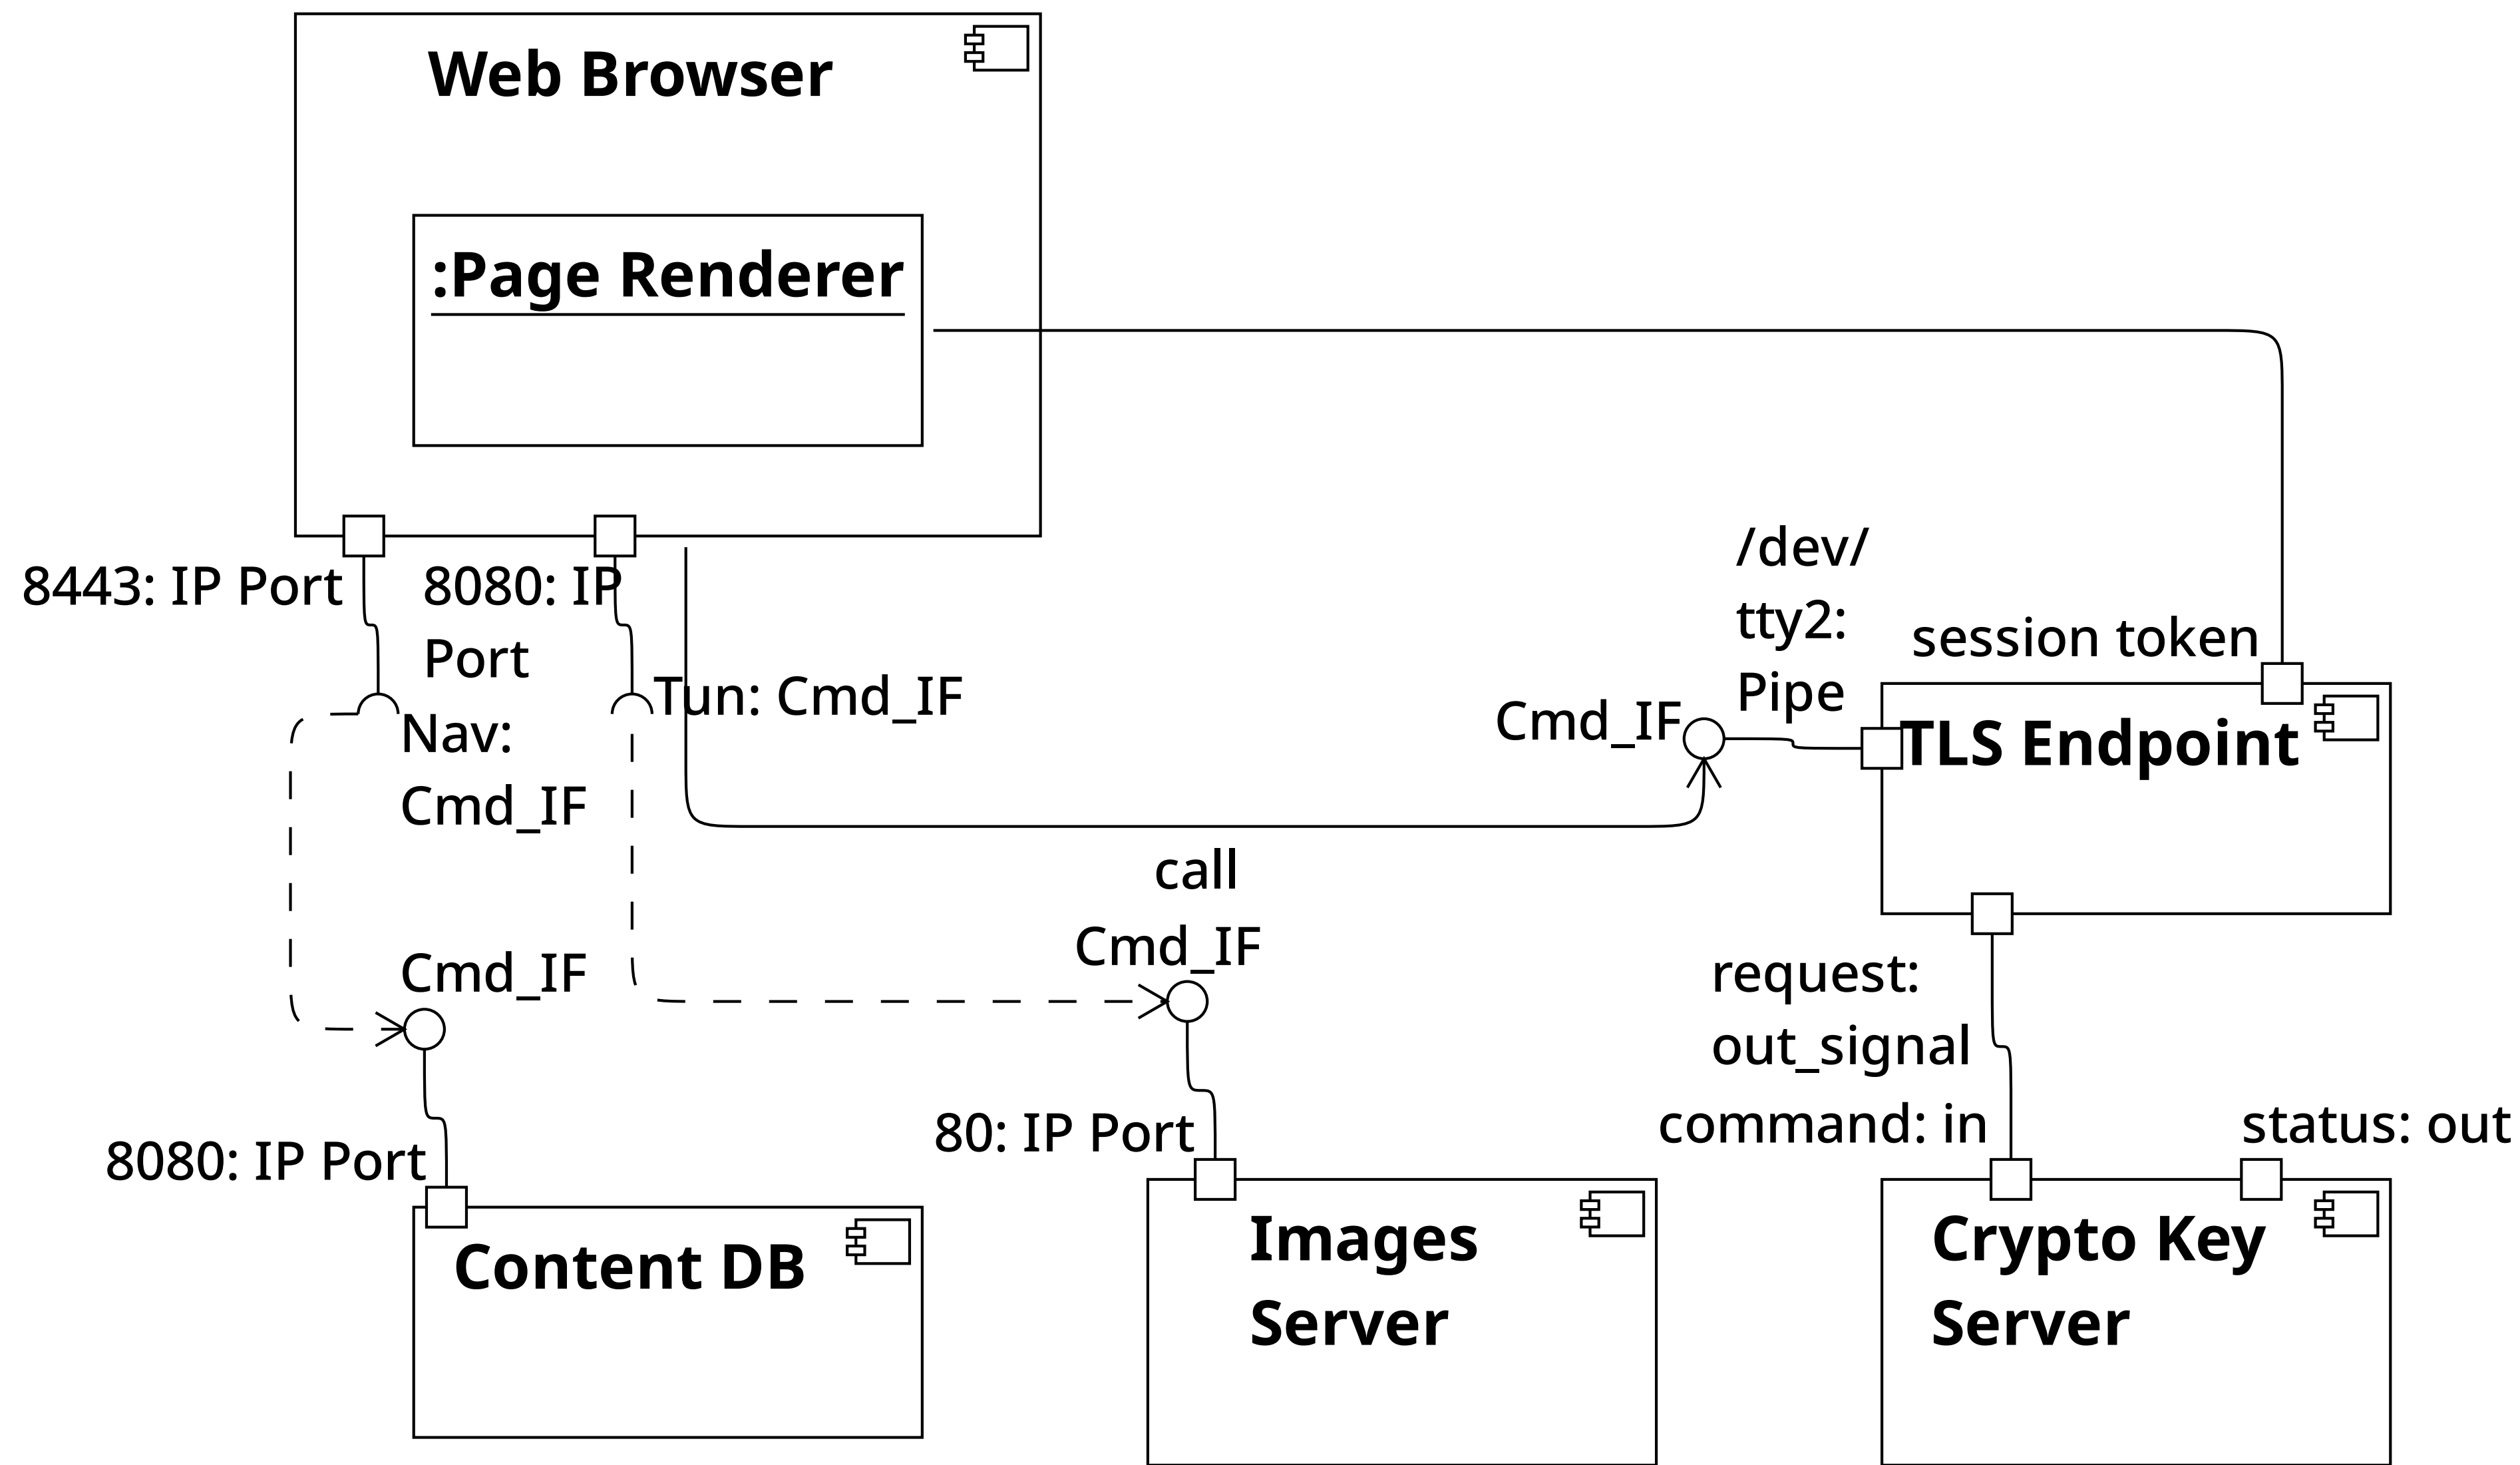 Web Browser
:Page Renderer
8443: IP Port
8080: IP
Port
Nav:
Cmd_IF
Tun: Cmd_IF
/dev/
tty2:
Pipe
session token
Cmd_IF
TLS Endpoint
call
Cmd_IF
Cmd_IF
request:
out_signal
command: in
status: out
8080: IP Port
80: IP Port
Content DB
Images
Server
Crypto Key
Server